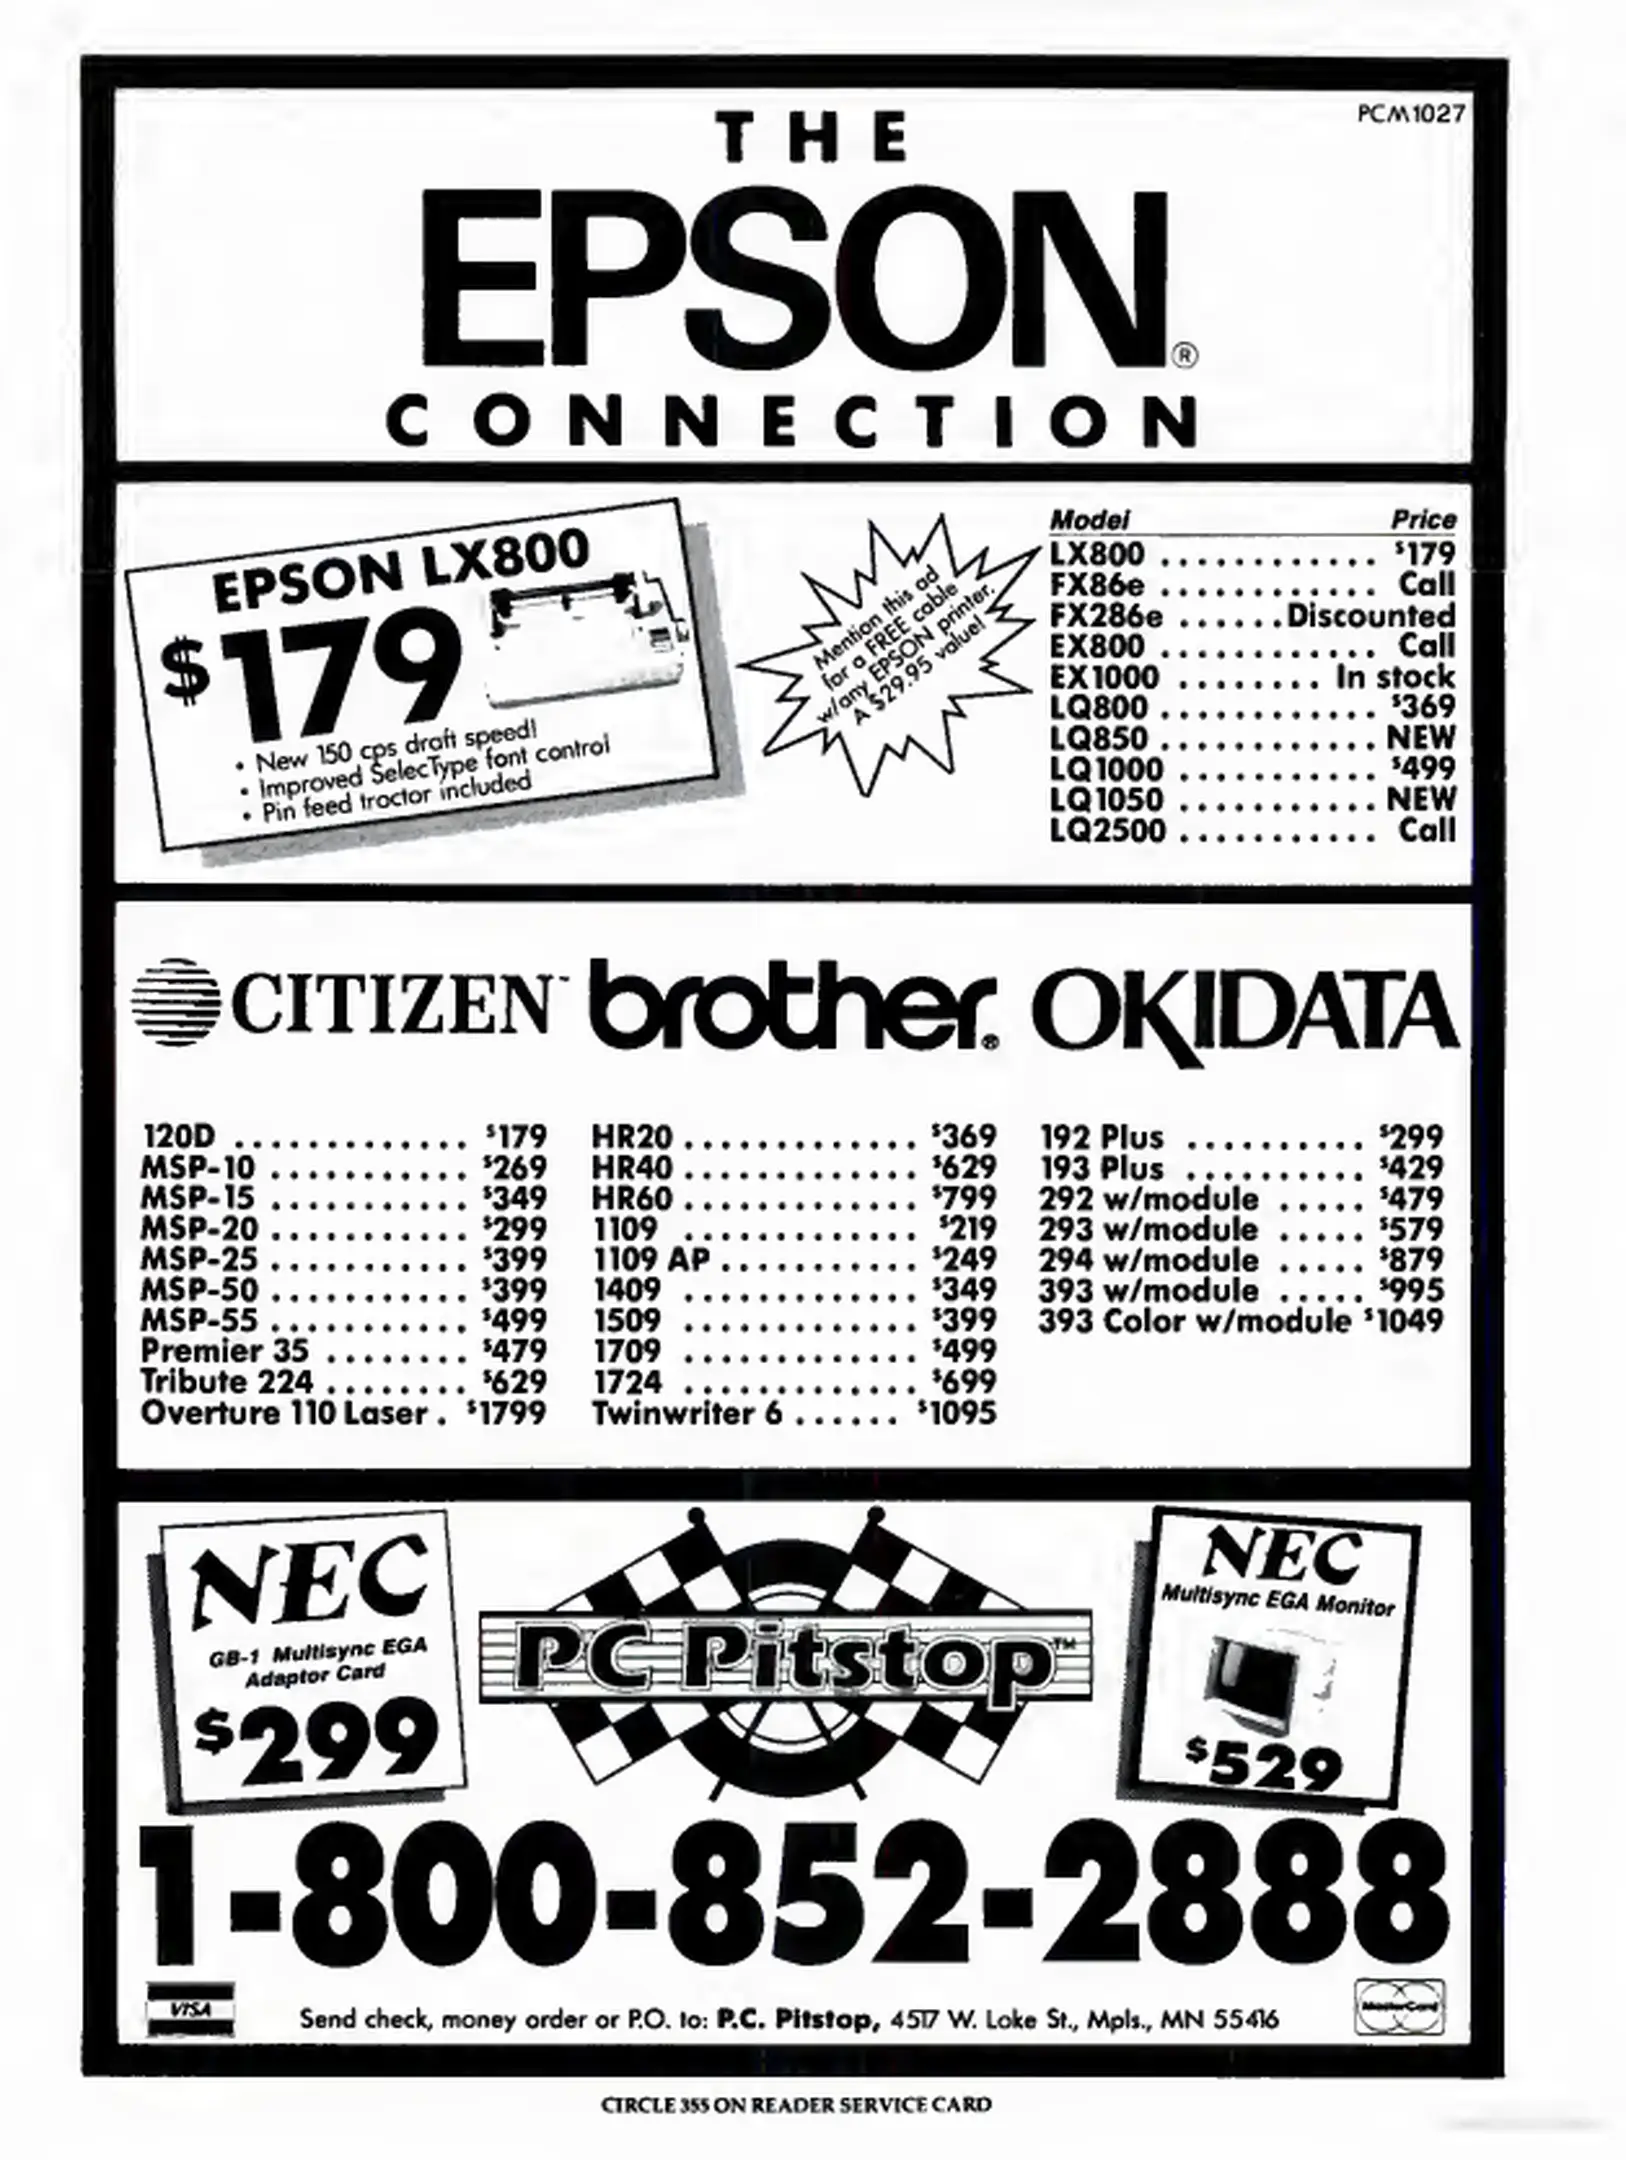 PCM1027
THE
EPSON®
CONNECTION
EPSON LX800
$179
• New 150 cps draft speed!
• Improved SelecType font control
• Pin feed tractor included
Mention this ad
for a FREE cable
w/any EPSON printer.
A $29.95 value!
Model Price
LX800 ............ $179
FX86e ............ Call
FX286e ...... Discounted
EX800 ............ Call
EX1000 ........ In stock
LQ800 ............ $369
LQ850 ............ NEW
LQ1000 ........... $499
LQ1050 ........... NEW
LQ2500 ........... Call
CITIZEN™
120D ............. $179
MSP-10 ........... $269
MSP-15 ........... $349
MSP-20 ........... $299
MSP-25 ........... $399
MSP-50 ........... $399
MSP-55 ........... $499
Premier 35 ........ $479
Tribute 224 ........ $629
Overture 110 Laser . $1799
brother®
HR20 ............. $369
HR40 ............. $629
HR60 ............. $799
1109 ............. $219
1109 AP ........... $249
1409 ............. $349
1509 ............. $399
1709 ............. $499
1724 ............. $699
Twinwriter 6 ...... $1095
OKIDATA
192 Plus .......... $299
193 Plus .......... $429
292 w/module ..... $479
293 w/module ..... $579
294 w/module ..... $879
393 w/module ..... $995
393 Color w/module $1049
NEC
GB-1 Multisync EGA
Adaptor Card
$299
PC Pitstop™
NEC
Multisync EGA Monitor
$529
1-800-852-2888
VISA
Send check, money order or P.O. to: P.C. Pitstop, 4517 W. Lake St., Mpls., MN 55416
MasterCard
CIRCLE 355 ON READER SERVICE CARD